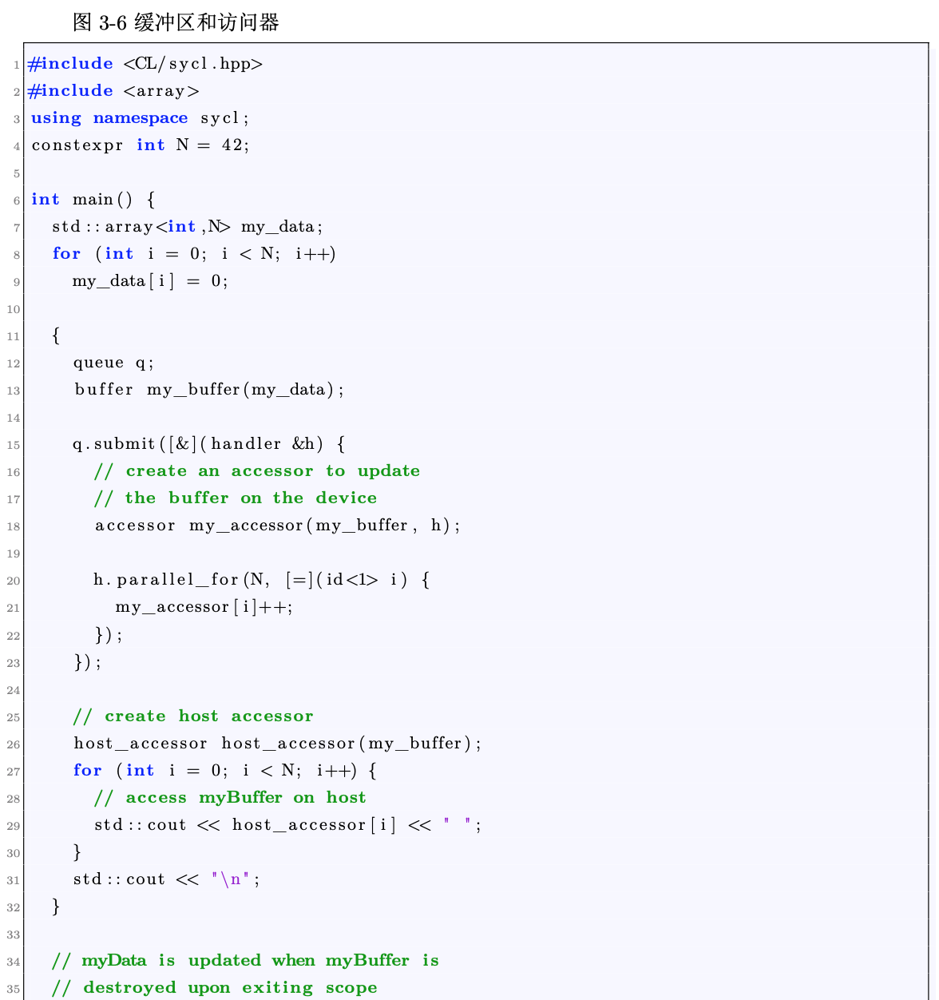 图 3-6 缓冲区和访问器
1 #include <CL/sycl.hpp>
2 #include <array>
3 using namespace sycl;
4 constexpr int N = 42;
5
6 int main() {
7   std::array<int,N> my_data;
8   for (int i = 0; i < N; i++)
9     my_data[i] = 0;
10
11   {
12     queue q;
13     buffer my_buffer(my_data);
14
15     q.submit([&](handler &h) {
16       // create an accessor to update
17       // the buffer on the device
18       accessor my_accessor(my_buffer, h);
19
20       h.parallel_for(N, [=](id<1> i) {
21         my_accessor[i]++;
22       });
23     });
24
25     // create host accessor
26     host_accessor host_accessor(my_buffer);
27     for (int i = 0; i < N; i++) {
28       // access myBuffer on host
29       std::cout << host_accessor[i] << " ";
30     }
31     std::cout << "\n";
32   }
33
34   // myData is updated when myBuffer is
35   // destroyed upon exiting scope